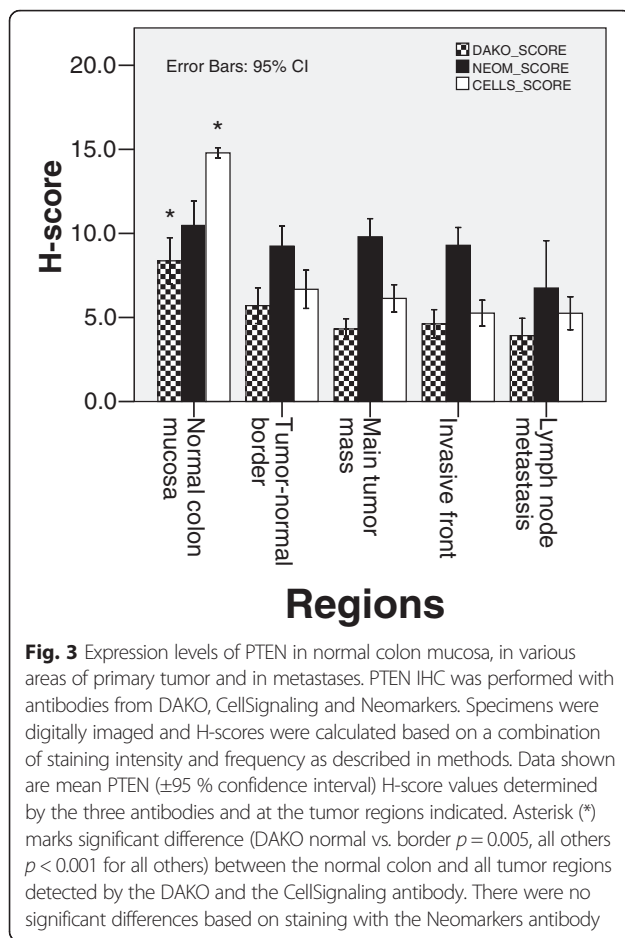 20.0
15.0
10.0
5.0
0.0
H-score
Error Bars: 95% CI
DAKO_SCORE
NEOM_SCORE
CELLS_SCORE
*
*
Normal colon
mucosa
Tumor-normal
border
Main tumor
mass
Invasive front
Lymph node
metastasis
Regions
Fig. 3 Expression levels of PTEN in normal colon mucosa, in various
areas of primary tumor and in metastases. PTEN IHC was performed with
antibodies from DAKO, CellSignaling and Neomarkers. Specimens were
digitally imaged and H-scores were calculated based on a combination
of staining intensity and frequency as described in methods. Data shown
are mean PTEN (±95 % confidence interval) H-score values determined
by the three antibodies and at the tumor regions indicated. Asterisk (*)
marks significant difference (DAKO normal vs. border p = 0.005, all others
p < 0.001 for all others) between the normal colon and all tumor regions
detected by the DAKO and the CellSignaling antibody. There were no
significant differences based on staining with the Neomarkers antibody